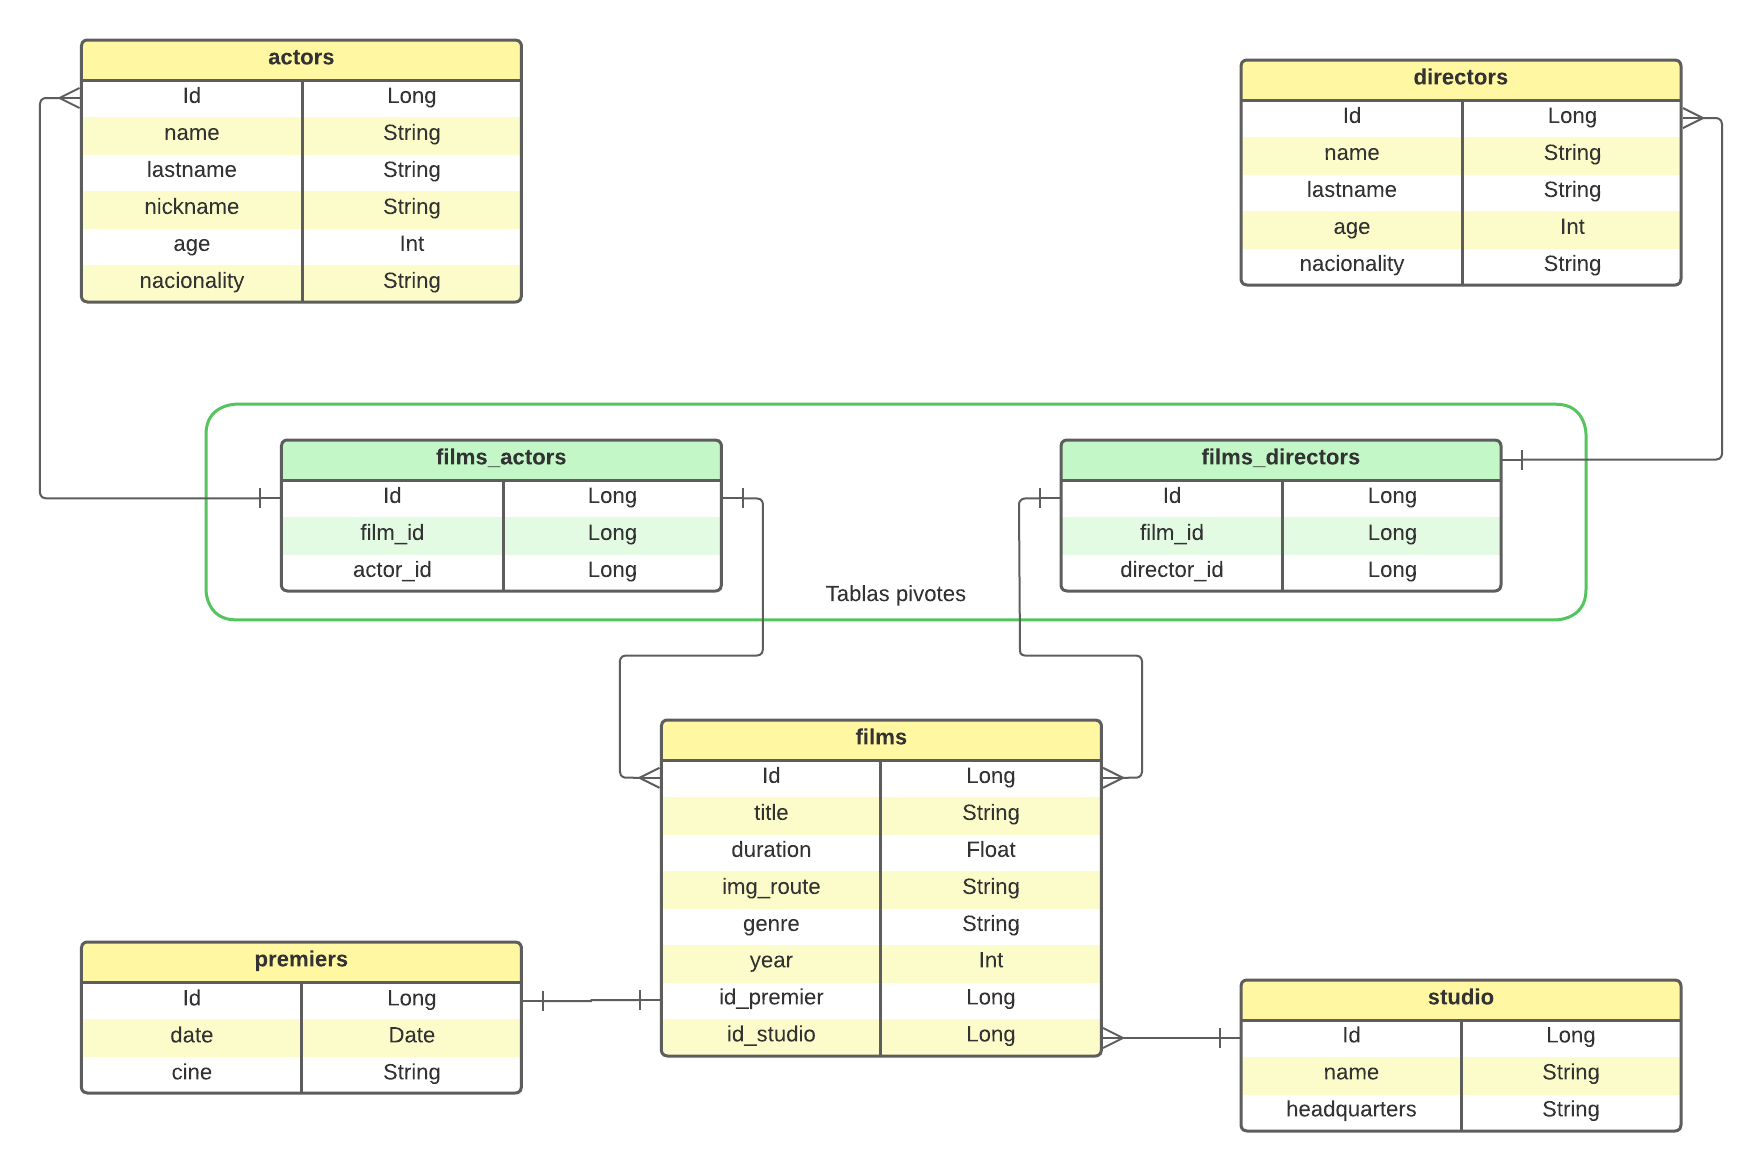 actors
Id Long
name String
lastname String
nickname String
age Int
nacionality String
directors
Id Long
name String
lastname String
age Int
nacionality String
films_actors
Id Long
film_id Long
actor_id Long
films_directors
Id Long
film_id Long
director_id Long
Tablas pivotes
films
Id Long
title String
duration Float
img_route String
genre String
year Int
id_premier Long
id_studio Long
premiers
Id Long
date Date
cine String
studio
Id Long
name String
headquarters String